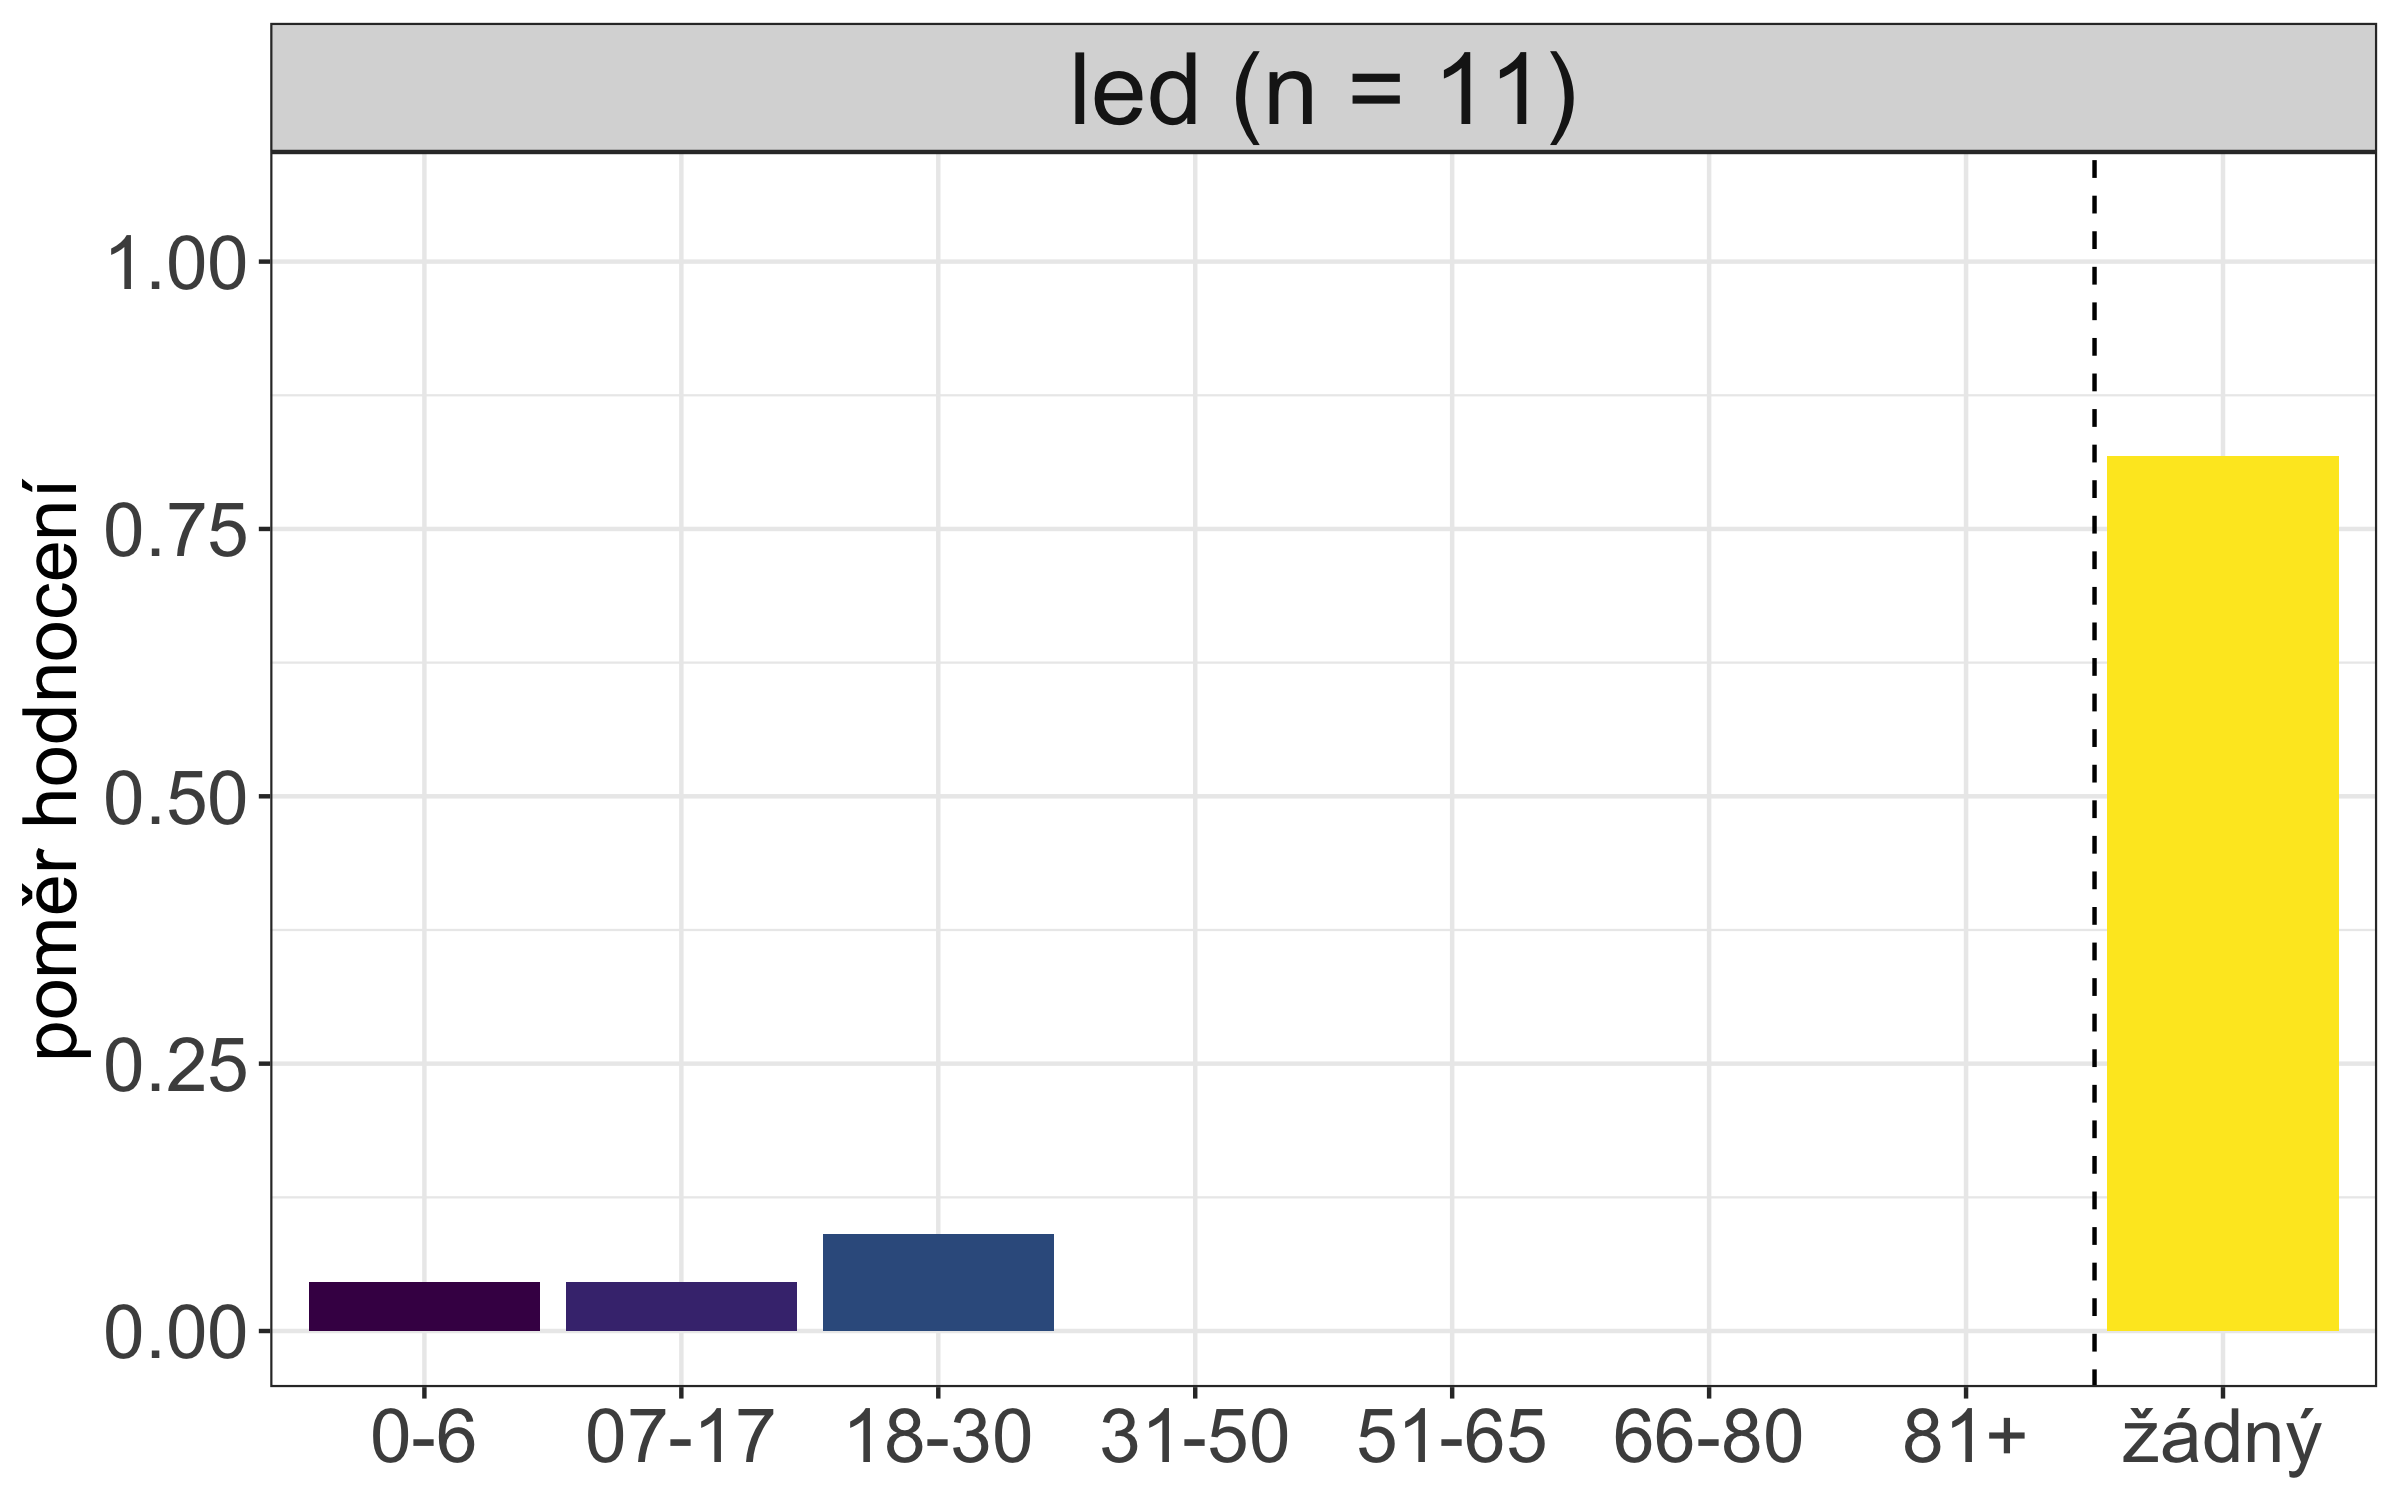 led (n = 11)
poměr hodnocení
1.00
0.75
0.50
0.25
0.00
0-6 07-17 18-30 31-50 51-65 66-80 81+ žádný